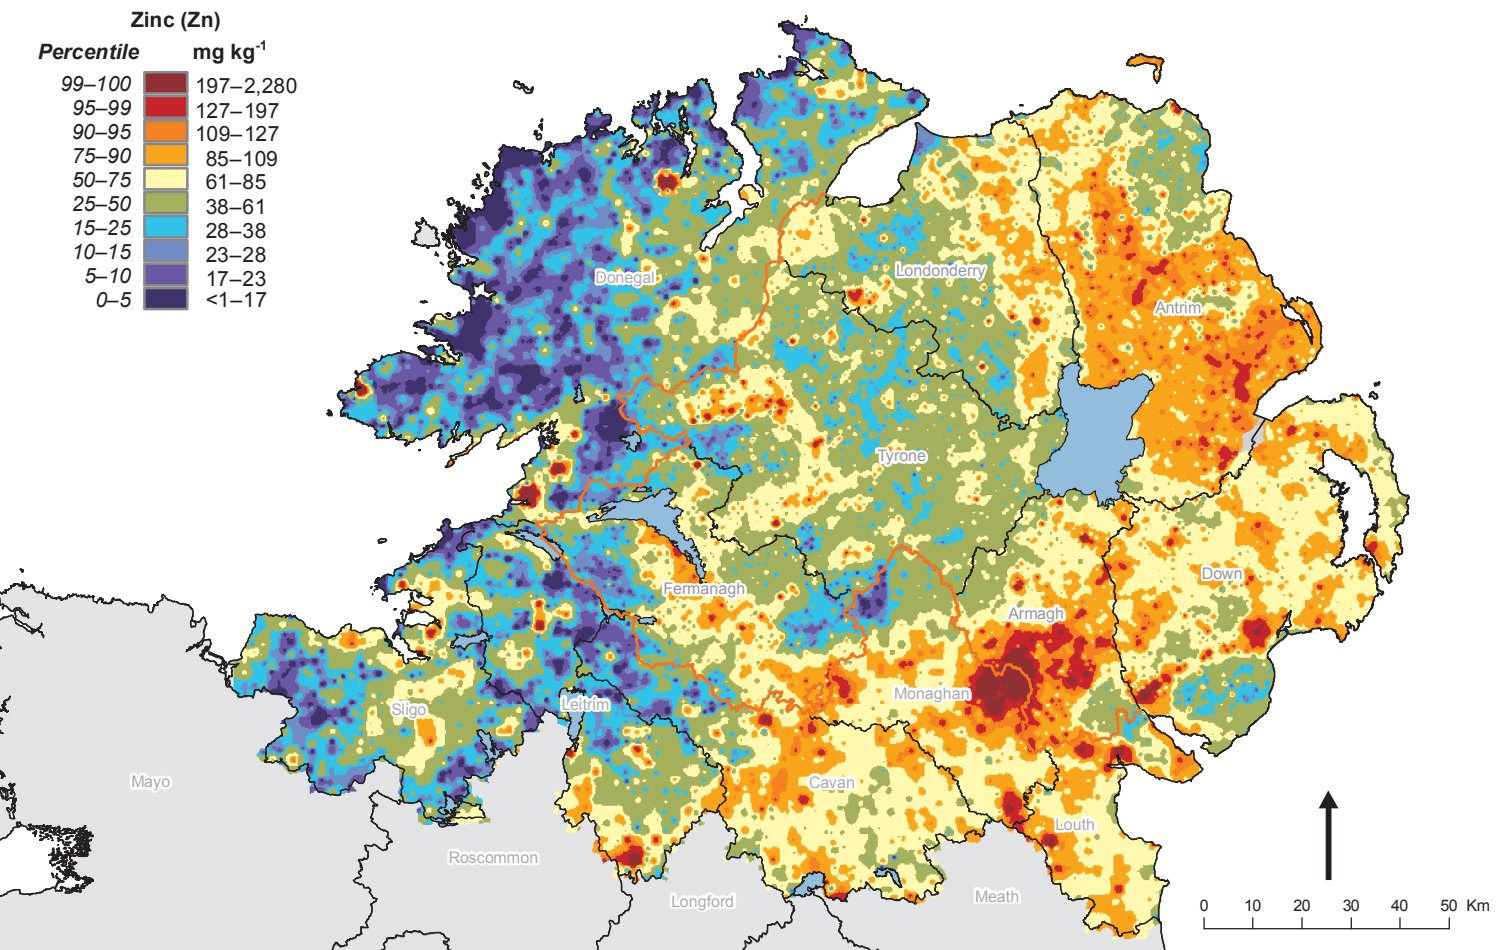 Zinc (Zn)
Percentile mg kg-1
99–100 197–2,280
95–99 127–197
90–95 109–127
75–90 85–109
50–75 61–85
25–50 38–61
15–25 28–38
10–15 23–28
5–10 17–23
0–5 <1–17
Donegal
Londonderry
Antrim
Tyrone
Fermanagh
Down
Armagh
Monaghan
Leitrim
Sligo
Mayo
Cavan
Louth
Roscommon
Longford
Meath
0 10 20 30 40 50 Km